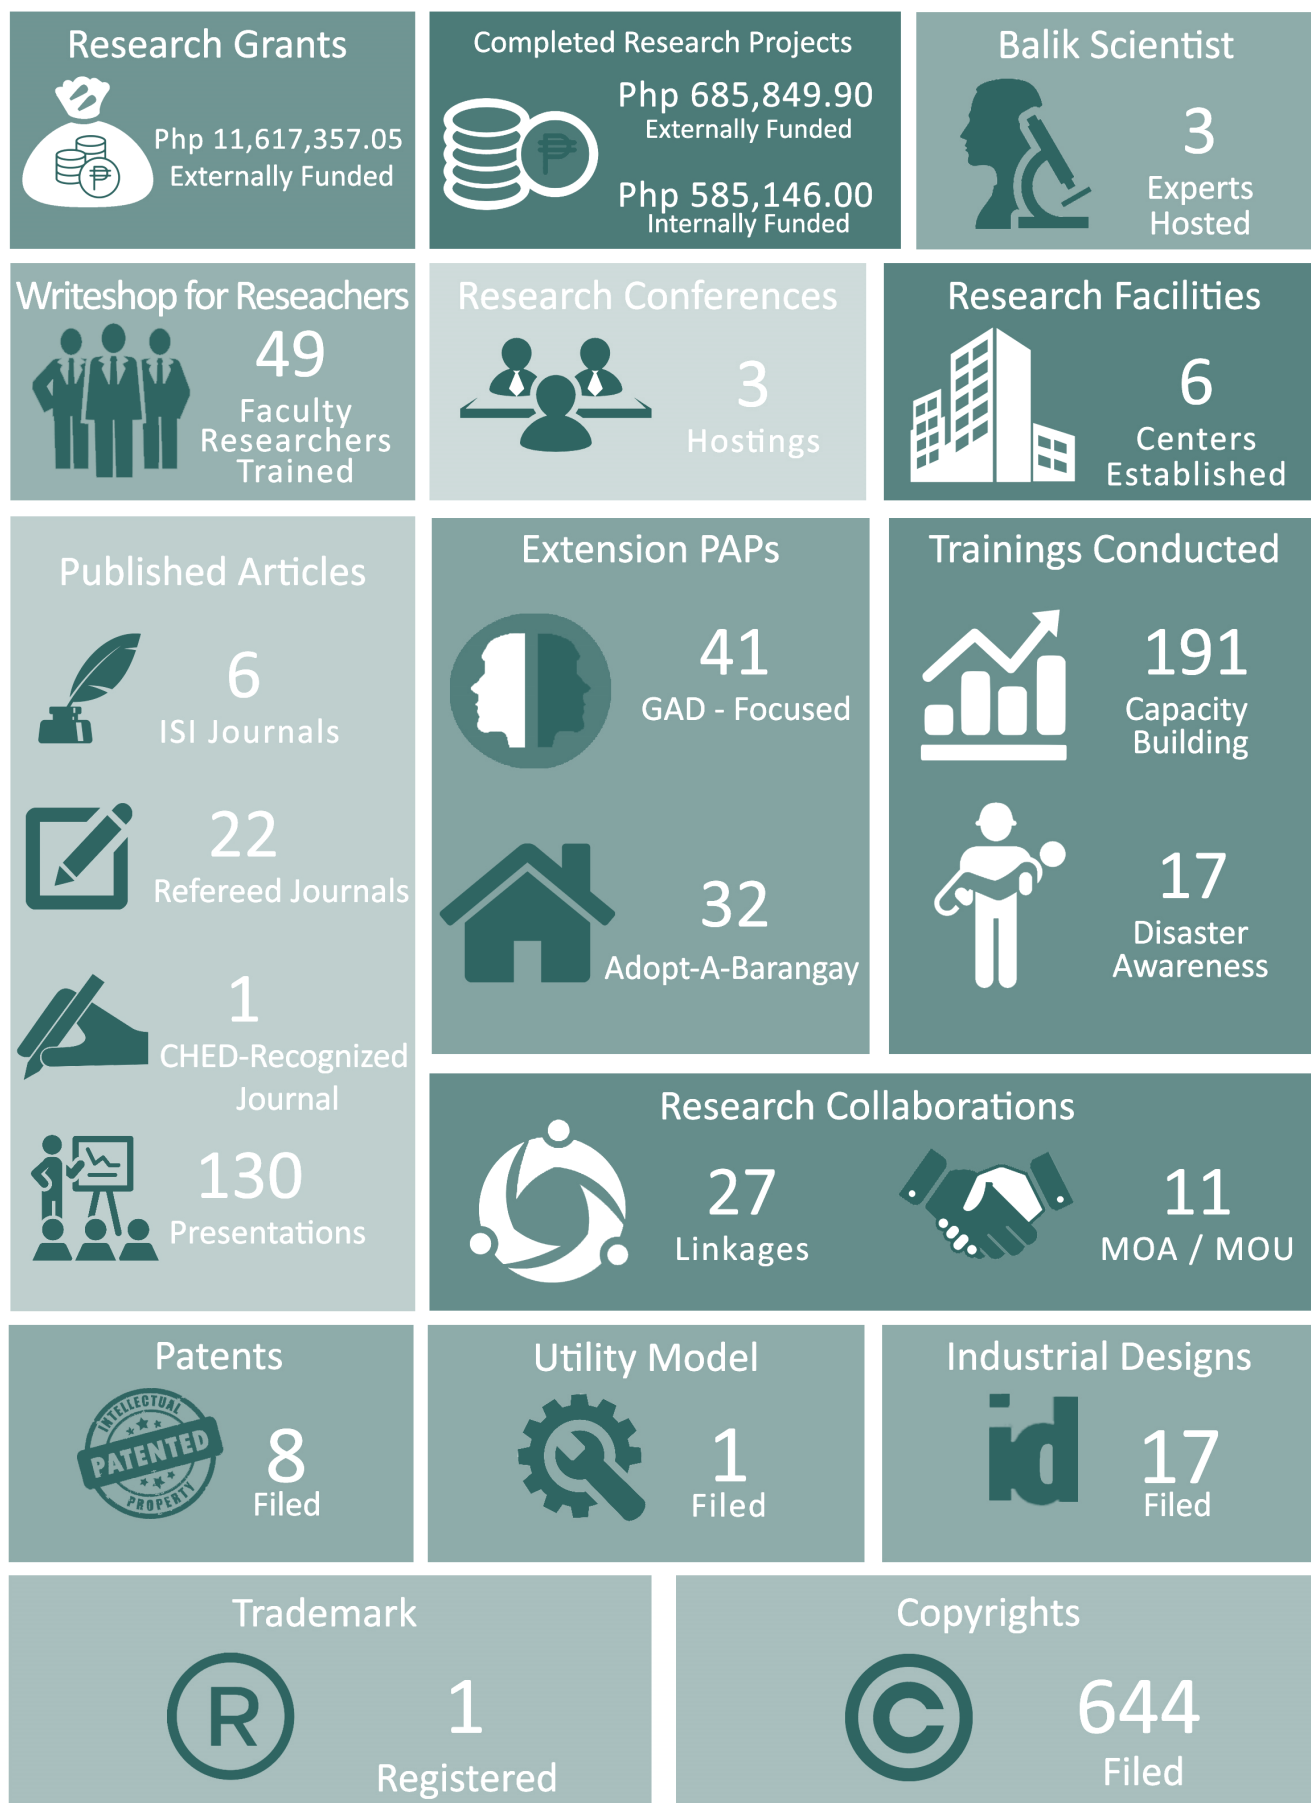 Research Grants
Php 11,617,357.05
Externally Funded
Completed Research Projects
Php 685,849.90
Externally Funded
Php 585,146.00
Internally Funded
Balik Scientist
3
Experts
Hosted
Writeshop for Reseachers
49
Faculty
Researchers
Trained
Research Conferences
3
Hostings
Research Facilities
6
Centers
Established
Published Articles
6
ISI Journals
22
Refereed Journals
1
CHED-Recognized
Journal
130
Presentations
Extension PAPs
41
GAD - Focused
32
Adopt-A-Barangay
Trainings Conducted
191
Capacity
Building
17
Disaster
Awareness
Research Collaborations
27
Linkages
11
MOA / MOU
Patents
INTELLECTUAL
PATENTED
PROPERTY
8
Filed
Utility Model
1
Filed
Industrial Designs
id
17
Filed
Trademark
R
1
Registered
Copyrights
C
644
Filed